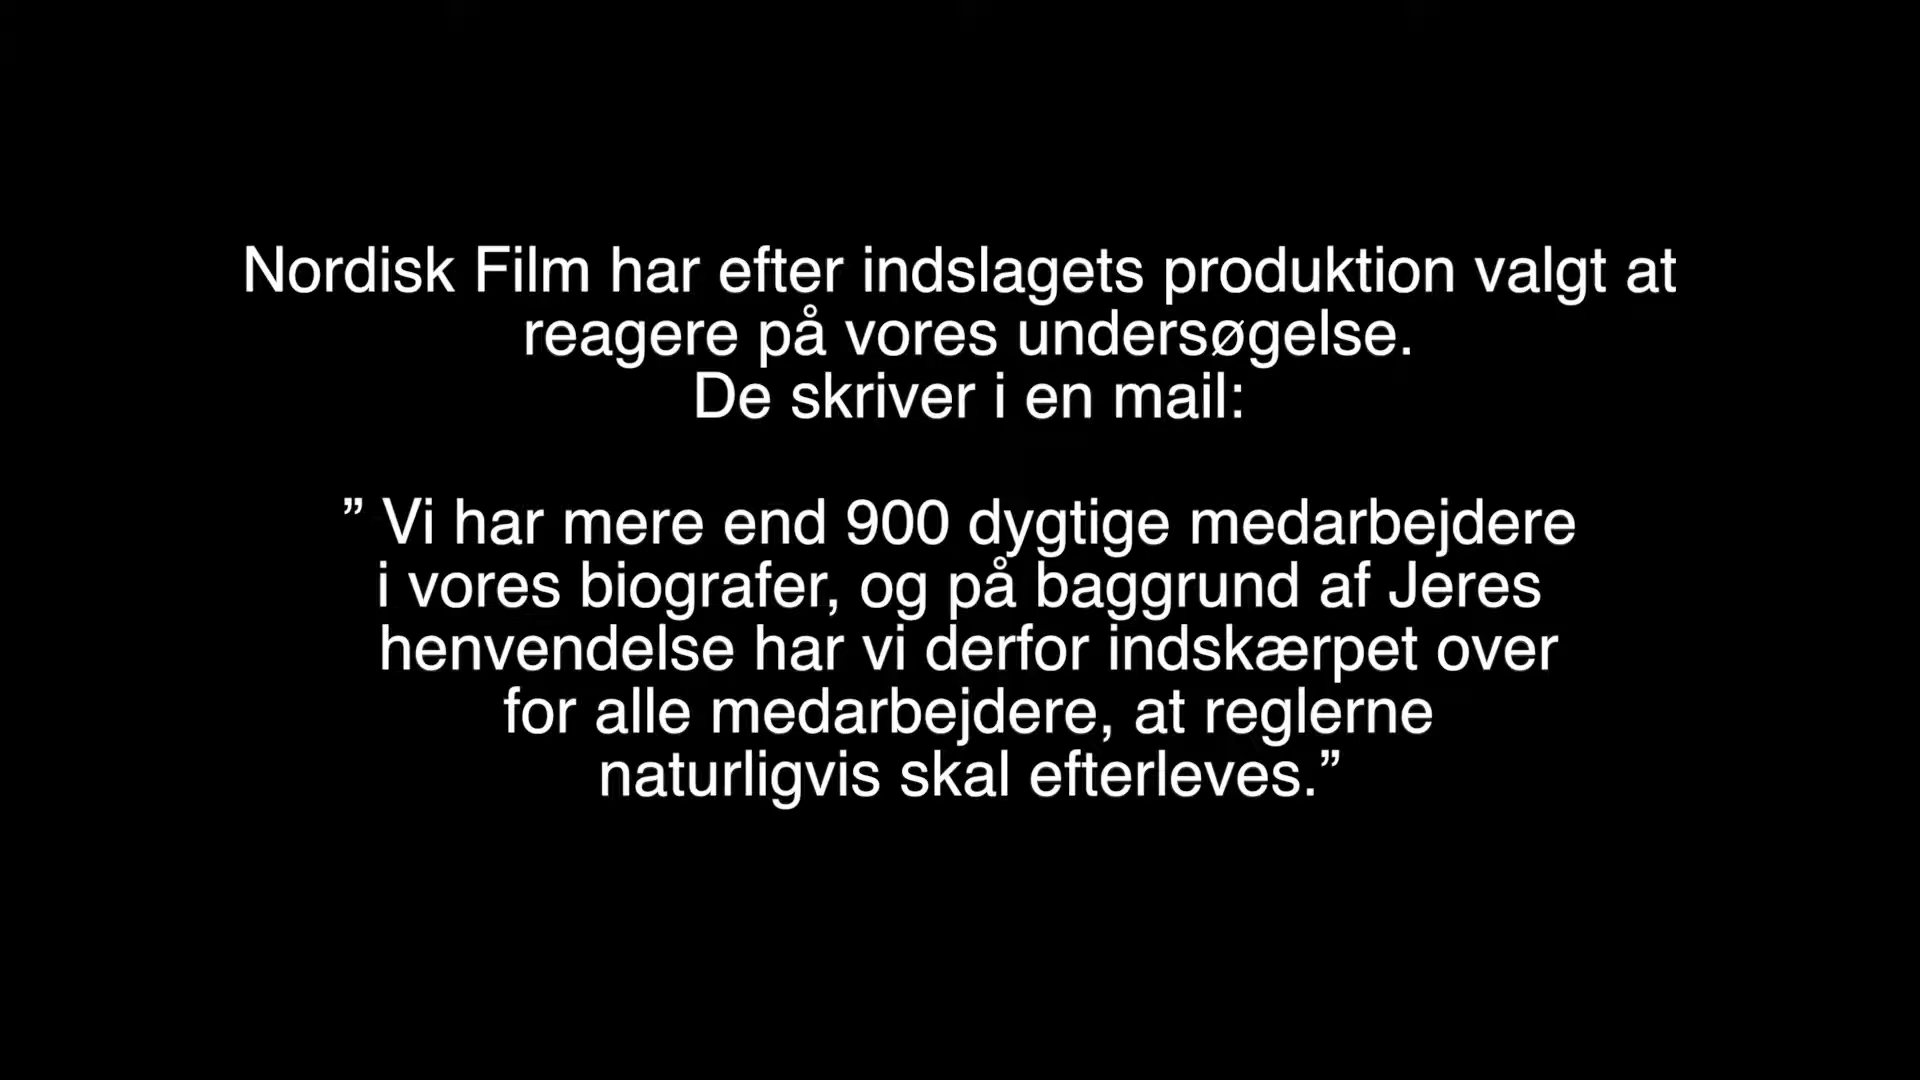 Nordisk Film har efter indslagets produktion valgt at
reagere på vores undersøgelse.
De skriver i en mail:
” Vi har mere end 900 dygtige medarbejdere
i vores biografer, og på baggrund af Jeres
henvendelse har vi derfor indskærpet over
for alle medarbejdere, at reglerne
naturligvis skal efterleves.”